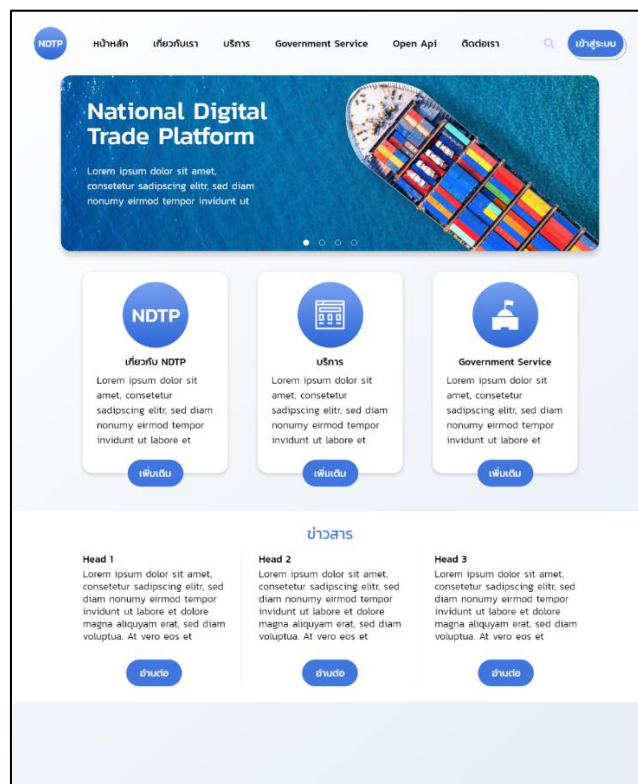 NDTP หน้าหลัก เกี่ยวกับเรา บริการ Government Service Open Api ติดต่อเรา เข้าสู่ระบบ
National Digital
Trade Platform
Lorem ipsum dolor sit amet,
consetetur sadipscing elitr, sed diam
nonumy eirmod tempor invidunt ut
NDTP
เกี่ยวกับ NDTP
Lorem ipsum dolor sit
amet, consetetur
sadipscing elitr, sed diam
nonumy eirmod tempor
invidunt ut labore et
เพิ่มเติม
บริการ
Lorem ipsum dolor sit
amet, consetetur
sadipscing elitr, sed diam
nonumy eirmod tempor
invidunt ut labore et
เพิ่มเติม
Government Service
Lorem ipsum dolor sit
amet, consetetur
sadipscing elitr, sed diam
nonumy eirmod tempor
invidunt ut labore et
เพิ่มเติม
ข่าวสาร
Head 1
Lorem ipsum dolor sit amet,
consetetur sadipscing elitr, sed
diam nonumy eirmod tempor
invidunt ut labore et dolore
magna aliquyam erat, sed diam
voluptua. At vero eos et
อ่านต่อ
Head 2
Lorem ipsum dolor sit amet,
consetetur sadipscing elitr, sed
diam nonumy eirmod tempor
invidunt ut labore et dolore
magna aliquyam erat, sed diam
voluptua. At vero eos et
อ่านต่อ
Head 3
Lorem ipsum dolor sit amet,
consetetur sadipscing elitr, sed
diam nonumy eirmod tempor
invidunt ut labore et dolore
magna aliquyam erat, sed diam
voluptua. At vero eos et
อ่านต่อ